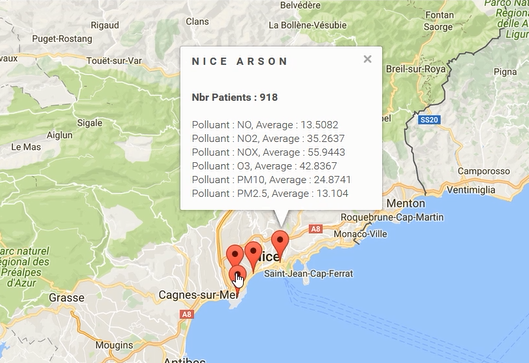 Belvédère
Fontan
Saorge
Rigaud
Clans
La Bollène-Vésubie
Puget-Rostang
Touët-sur-Var
Breil-sur-Roya
NICE ARSON
×
Nbr Patients : 918
Polluant : NO, Average : 13.5082
Polluant : NO2, Average : 35.2637
Polluant : NOX, Average : 55.9443
Polluant : O3, Average : 42.8367
Polluant : PM10, Average : 24.8741
Polluant : PM2.5, Average : 13.104
SS20
Sigale
Aiglun
Le Mas
Camporosso
Ventimiglia
Menton
Roquebrune-Cap-Martin
A8
Monaco-Ville
Nice
Saint-Jean-Cap-Ferrat
Parc naturel
régional des
Préalpes
d'Azur
Grasse
Cagnes-sur-Mer
A8
Mougins
Antibes